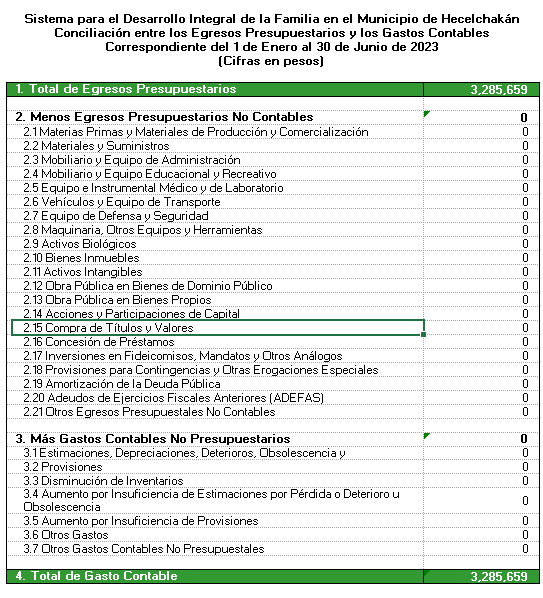 Sistema para el Desarrollo Integral de la Familia en el Municipio de Hecelchakán
Conciliación entre los Egresos Presupuestarios y los Gastos Contables
Correspondiente del 1 de Enero al 30 de Junio de 2023
(Cifras en pesos)
1. Total de Egresos Presupuestarios 3,285,659
2. Menos Egresos Presupuestarios No Contables 0
2.1 Materias Primas y Materiales de Producción y Comercialización 0
2.2 Materiales y Suministros 0
2.3 Mobiliario y Equipo de Administración 0
2.4 Mobiliario y Equipo Educacional y Recreativo 0
2.5 Equipo e Instrumental Médico y de Laboratorio 0
2.6 Vehículos y Equipo de Transporte 0
2.7 Equipo de Defensa y Seguridad 0
2.8 Maquinaria, Otros Equipos y Herramientas 0
2.9 Activos Biológicos 0
2.10 Bienes Inmuebles 0
2.11 Activos Intangibles 0
2.12 Obra Pública en Bienes de Dominio Público 0
2.13 Obra Pública en Bienes Propios 0
2.14 Acciones y Participaciones de Capital 0
2.15 Compra de Títulos y Valores 0
2.16 Concesión de Préstamos 0
2.17 Inversiones en Fideicomisos, Mandatos y Otros Análogos 0
2.18 Provisiones para Contingencias y Otras Erogaciones Especiales 0
2.19 Amortización de la Deuda Pública 0
2.20 Adeudos de Ejercicios Fiscales Anteriores (ADEFAS) 0
2.21 Otros Egresos Presupuestales No Contables 0
3. Más Gastos Contables No Presupuestarios 0
3.1 Estimaciones, Depreciaciones, Deterioros, Obsolescencia y 0
3.2 Provisiones 0
3.3 Disminución de Inventarios 0
3.4 Aumento por Insuficiencia de Estimaciones por Pérdida o Deterioro u
Obsolescencia 0
3.5 Aumento por Insuficiencia de Provisiones 0
3.6 Otros Gastos 0
3.7 Otros Gastos Contables No Presupuestales 0
4. Total de Gasto Contable 3,285,659